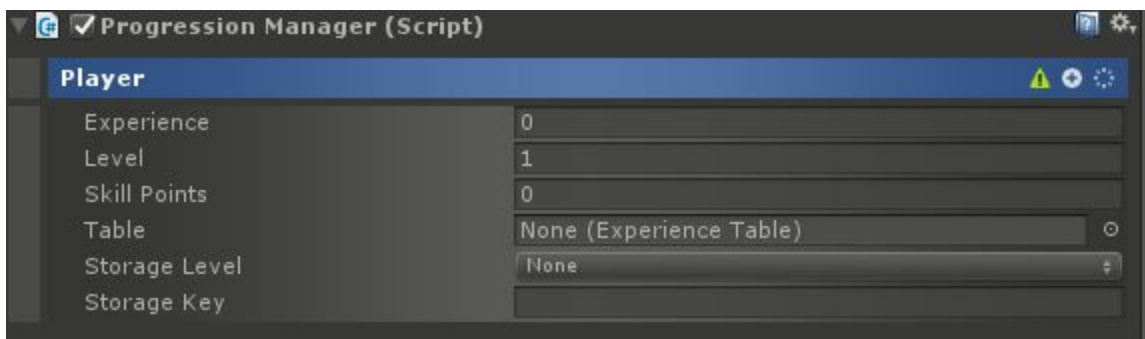 Progression Manager (Script)
Player
Experience 0
Level 1
Skill Points 0
Table None (Experience Table)
Storage Level None
Storage Key